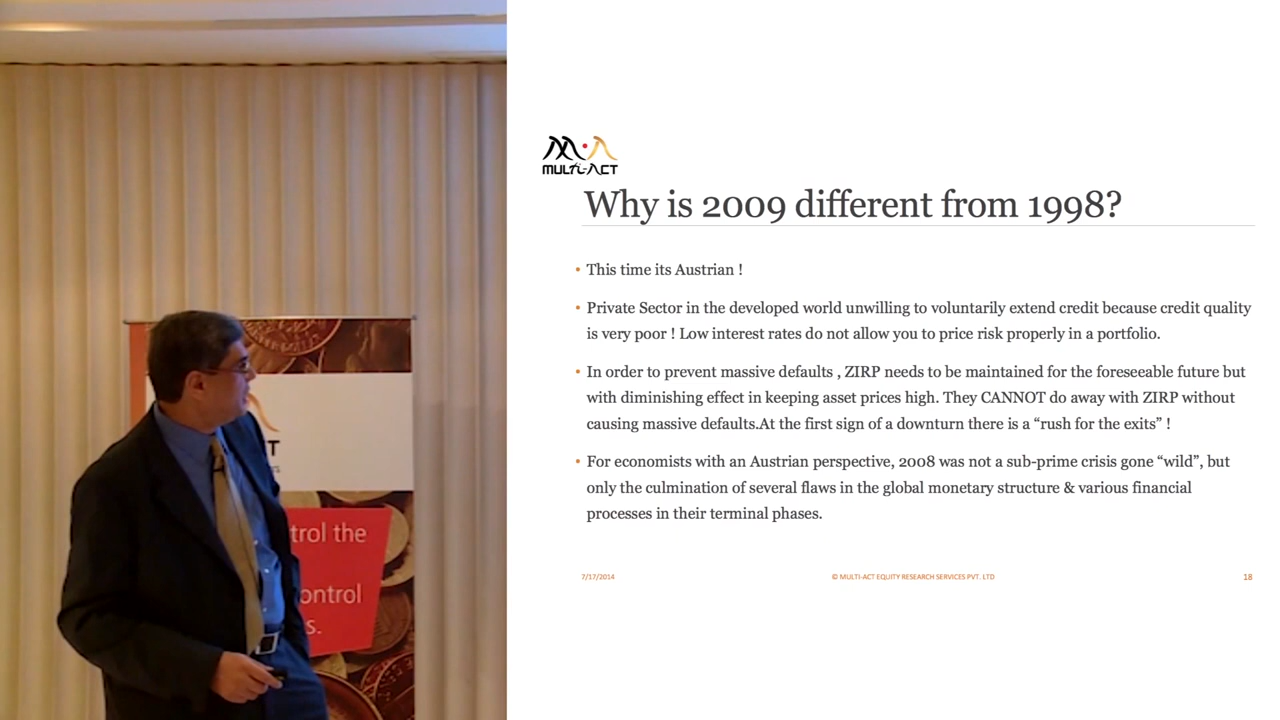 MULTI-ACT
Why is 2009 different from 1998?
▪ This time its Austrian !
▪ Private Sector in the developed world unwilling to voluntarily extend credit because credit quality
is very poor ! Low interest rates do not allow you to price risk properly in a portfolio.
▪ In order to prevent massive defaults , ZIRP needs to be maintained for the foreseeable future but
with diminishing effect in keeping asset prices high. They CANNOT do away with ZIRP without
causing massive defaults.At the first sign of a downturn there is a “rush for the exits” !
▪ For economists with an Austrian perspective, 2008 was not a sub-prime crisis gone “wild”, but
only the culmination of several flaws in the global monetary structure & various financial
processes in their terminal phases.
7/17/2014
© MULTI-ACT EQUITY RESEARCH SERVICES PVT. LTD
18
trol the
ontrol
s.